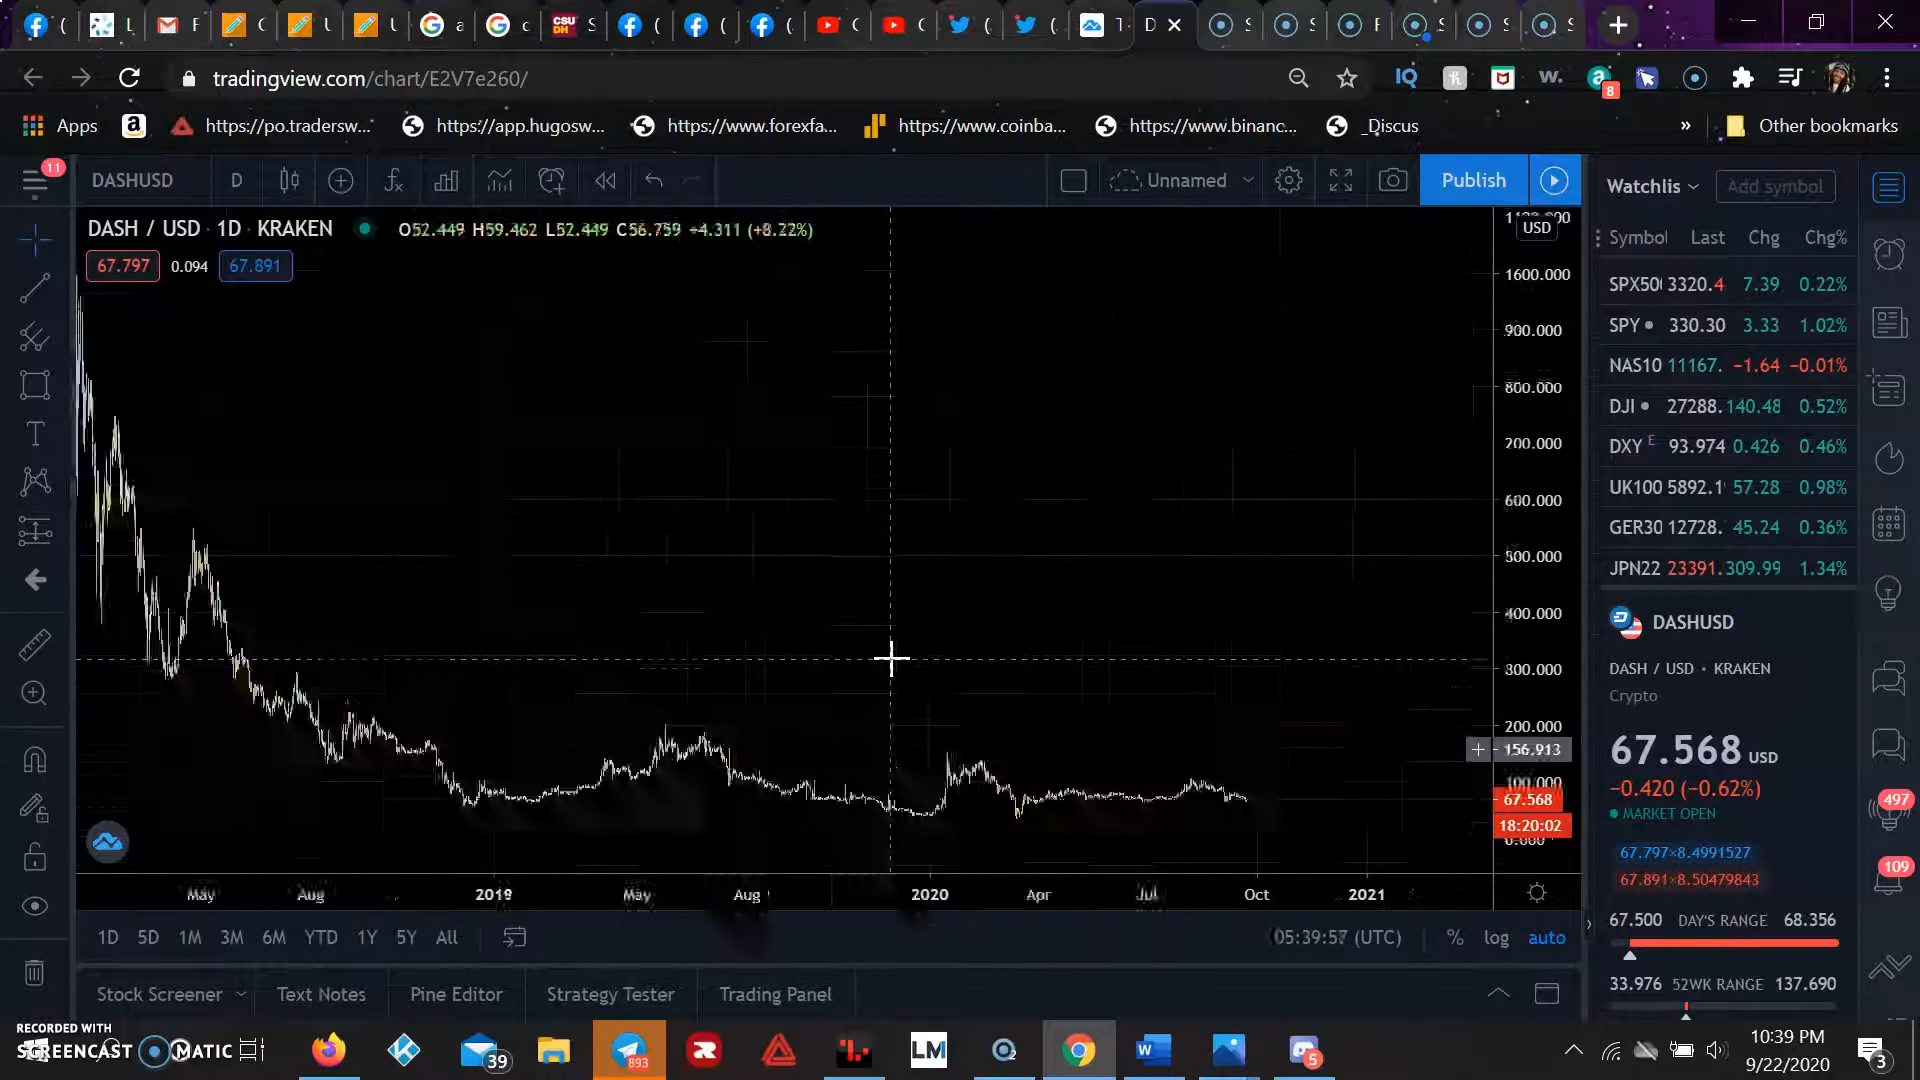 tradingview.com/chart/E2V7e260/
8
Apps
https://po.tradersw...
https://app.hugosw...
https://www.forexfa...
https://www.coinba...
https://www.binanc...
_Discus
»
Other bookmarks
11
DASHUSD
D
Unnamed
Publish
Watchlis
Add symbol
DASH / USD · 1D · KRAKEN
O52.449 H59.462 L52.449 C56.759 +4.311 (+8.22%)
USD
67.797
0.094
67.891
Symbol Last Chg Chg%
SPX50 3320.4 7.39 0.22%
SPY 330.30 3.33 1.02%
NAS10 11167. −1.64 −0.01%
DJI 27288. 140.48 0.52%
DXY E 93.974 0.426 0.46%
UK100 5892.1 57.28 0.98%
GER30 12728. 45.24 0.36%
JPN22 23391. 309.99 1.34%
1600.000
900.000
800.000
700.000
600.000
500.000
400.000
300.000
200.000
156.913
100.000
67.568
18:20:02
0.000
DASHUSD
DASH / USD • KRAKEN
Crypto
67.568 USD
−0.420 (−0.62%)
MARKET OPEN
67.797×8.4991527
67.891×8.50479843
67.500 DAY'S RANGE 68.356
33.976 52WK RANGE 137.690
497
109
May Aug 2019 May Aug 2020 Apr Jul Oct 2021
1D 5D 1M 3M 6M YTD 1Y 5Y All
05:39:57 (UTC)
% log auto
Stock Screener Text Notes Pine Editor Strategy Tester Trading Panel
RECORDED WITH
SCREENCAST MATIC
39
893
LM
5
10:39 PM
9/22/2020
3